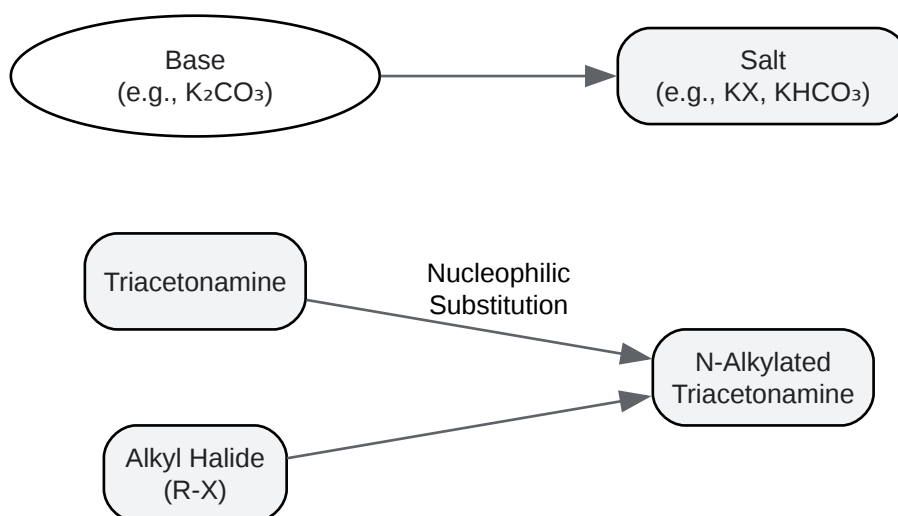 Base
(e.g., K₂CO₃)
Salt
(e.g., KX, KHCO₃)
Triacetonamine
Nucleophilic
Substitution
N-Alkylated
Triacetonamine
Alkyl Halide
(R-X)